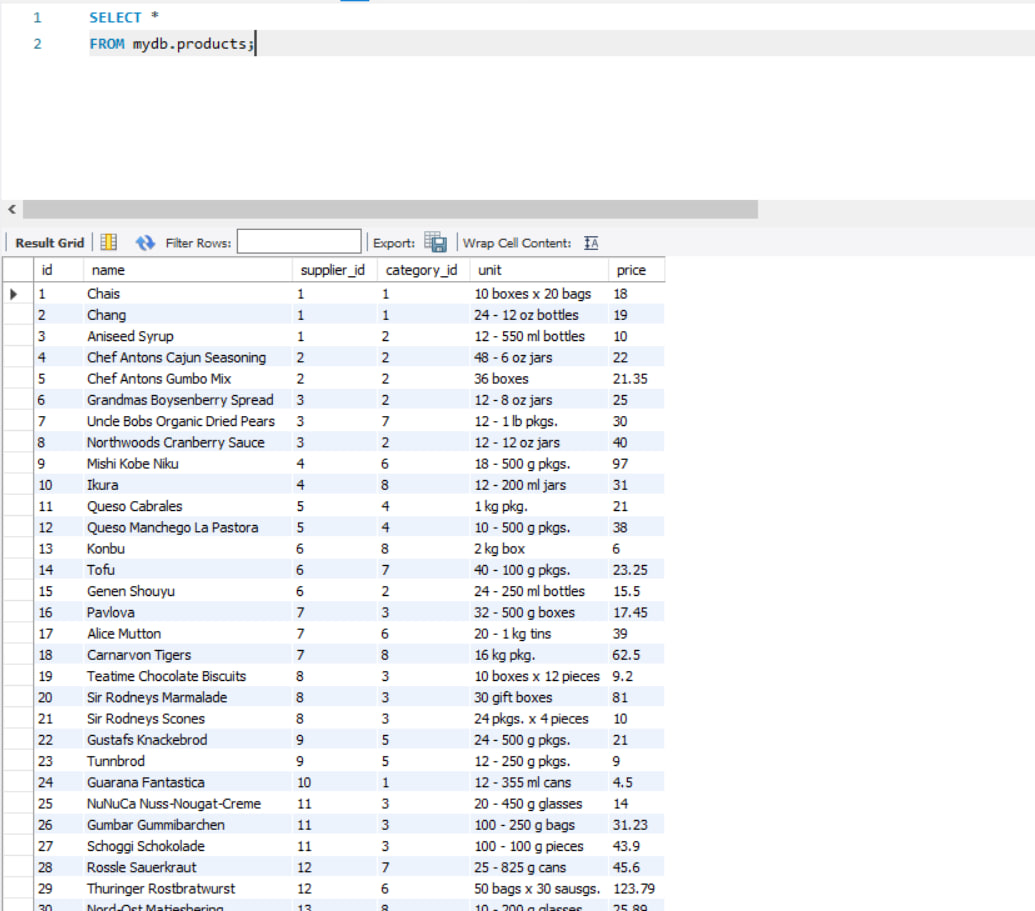 1 SELECT *
2 FROM mydb.products;
Result Grid Filter Rows: Export: Wrap Cell Content:
id name supplier_id category_id unit price
1 Chais 1 1 10 boxes x 20 bags 18
2 Chang 1 1 24 - 12 oz bottles 19
3 Aniseed Syrup 1 2 12 - 550 ml bottles 10
4 Chef Antons Cajun Seasoning 2 2 48 - 6 oz jars 22
5 Chef Antons Gumbo Mix 2 2 36 boxes 21.35
6 Grandmas Boysenberry Spread 3 2 12 - 8 oz jars 25
7 Uncle Bobs Organic Dried Pears 3 7 12 - 1 lb pkgs. 30
8 Northwoods Cranberry Sauce 3 2 12 - 12 oz jars 40
9 Mishi Kobe Niku 4 6 18 - 500 g pkgs. 97
10 Ikura 4 8 12 - 200 ml jars 31
11 Queso Cabrales 5 4 1 kg pkg. 21
12 Queso Manchego La Pastora 5 4 10 - 500 g pkgs. 38
13 Konbu 6 8 2 kg box 6
14 Tofu 6 7 40 - 100 g pkgs. 23.25
15 Genen Shouyu 6 2 24 - 250 ml bottles 15.5
16 Pavlova 7 3 32 - 500 g boxes 17.45
17 Alice Mutton 7 6 20 - 1 kg tins 39
18 Carnarvon Tigers 7 8 16 kg pkg. 62.5
19 Teatime Chocolate Biscuits 8 3 10 boxes x 12 pieces 9.2
20 Sir Rodneys Marmalade 8 3 30 gift boxes 81
21 Sir Rodneys Scones 8 3 24 pkgs. x 4 pieces 10
22 Gustafs Knackebrod 9 5 24 - 500 g pkgs. 21
23 Tunnbrod 9 5 12 - 250 g pkgs. 9
24 Guarana Fantastica 10 1 12 - 355 ml cans 4.5
25 NuNuCa Nuss-Nougat-Creme 11 3 20 - 450 g glasses 14
26 Gumbar Gummibarchen 11 3 100 - 250 g bags 31.23
27 Schoggi Schokolade 11 3 100 - 100 g pieces 43.9
28 Rossle Sauerkraut 12 7 25 - 825 g cans 45.6
29 Thuringer Rostbratwurst 12 6 50 bags x 30 sausgs. 123.79
30 Nord-Ost Matjeshering 13 8 10 - 200 g glasses 25.89